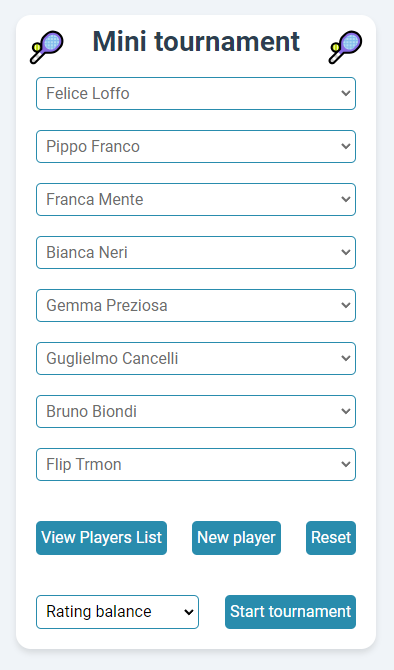 Mini tournament
Felice Loffo
Pippo Franco
Franca Mente
Bianca Neri
Gemma Preziosa
Guglielmo Cancelli
Bruno Biondi
Flip Trmon
View Players List New player Reset
Rating balance Start tournament